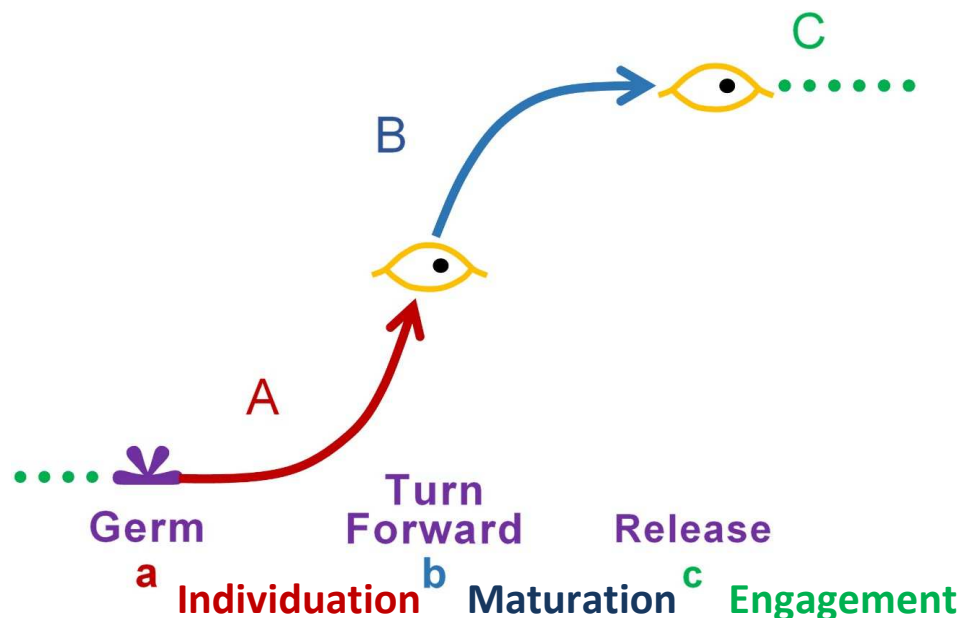 C
B
A
Germ
Turn
Forward
Release
a
b
c
Individuation
Maturation
Engagement